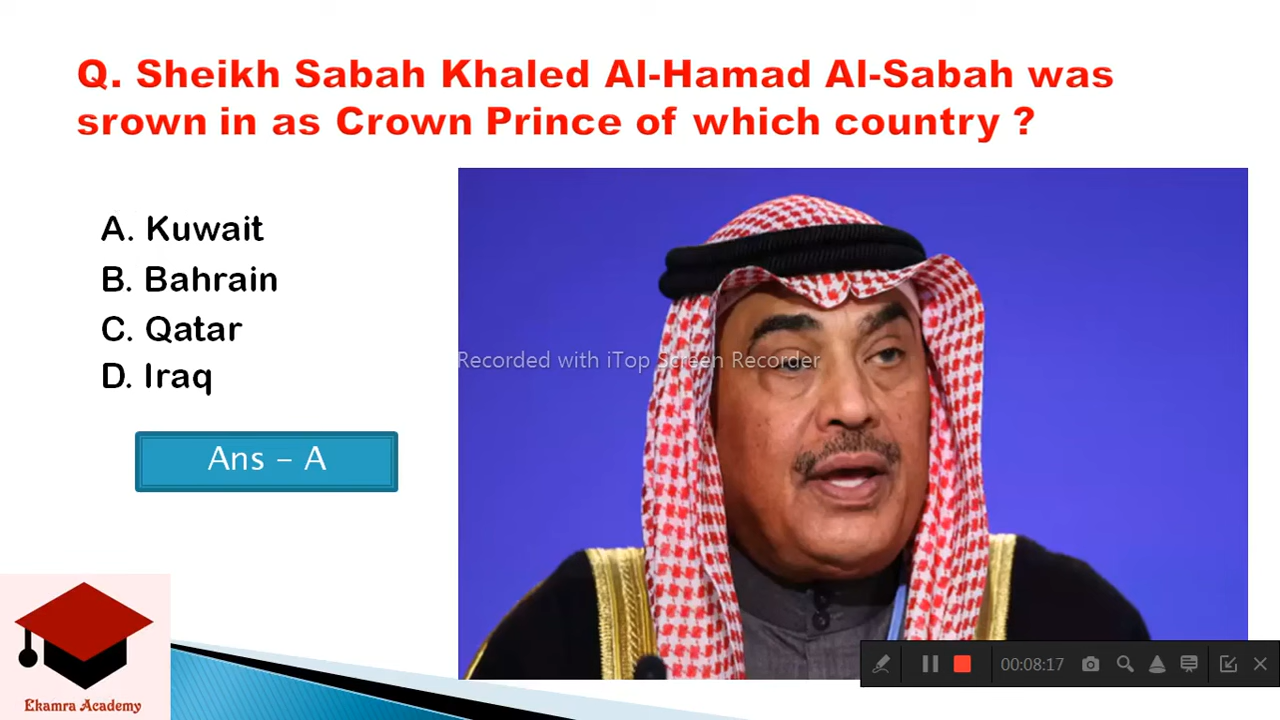 Q. Sheikh Sabah Khaled Al-Hamad Al-Sabah was
srown in as Crown Prince of which country ?
A. Kuwait
B. Bahrain
C. Qatar
D. Iraq
Ans – A
Recorded with iTop Screen Recorder
00:08:17
Ekamra Academy